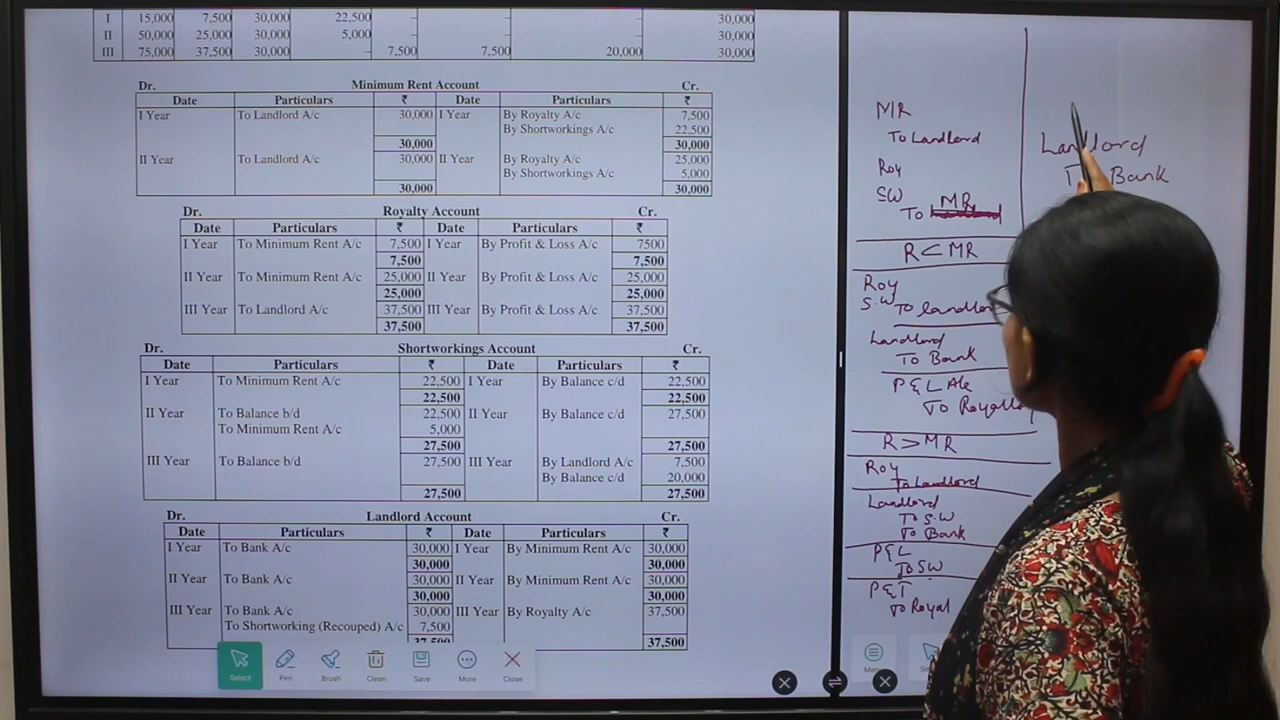 I 15,000 7,500 30,000 22,500 – – – 30,000
II 50,000 25,000 30,000 5,000 – – – 30,000
III 75,000 37,500 30,000 – 7,500 7,500 20,000 30,000
Dr. Minimum Rent Account Cr.
Date Particulars ₹ Date Particulars ₹
I Year To Landlord A/c 30,000 I Year By Royalty A/c 7,500
By Shortworkings A/c 22,500
30,000 30,000
II Year To Landlord A/c 30,000 II Year By Royalty A/c 25,000
By Shortworkings A/c 5,000
30,000 30,000
Dr. Royalty Account Cr.
Date Particulars ₹ Date Particulars ₹
I Year To Minimum Rent A/c 7,500 I Year By Profit & Loss A/c 7500
7,500 7,500
II Year To Minimum Rent A/c 25,000 II Year By Profit & Loss A/c 25,000
25,000 25,000
III Year To Landlord A/c 37,500 III Year By Profit & Loss A/c 37,500
37,500 37,500
Dr. Shortworkings Account Cr.
Date Particulars ₹ Date Particulars ₹
I Year To Minimum Rent A/c 22,500 I Year By Balance c/d 22,500
22,500 22,500
II Year To Balance b/d 22,500 II Year By Balance c/d 27,500
To Minimum Rent A/c 5,000
27,500 27,500
III Year To Balance b/d 27,500 III Year By Landlord A/c 7,500
By Balance c/d 20,000
27,500 27,500
Dr. Landlord Account Cr.
Date Particulars ₹ Date Particulars ₹
I Year To Bank A/c 30,000 I Year By Minimum Rent A/c 30,000
30,000 30,000
II Year To Bank A/c 30,000 II Year By Minimum Rent A/c 30,000
30,000 30,000
III Year To Bank A/c 30,000 III Year By Royalty A/c 37,500
To Shortworking (Recouped) A/c 7,500
37,500 37,500
Select Pen Brush Clean Save More Close
MR
To Landlord
Roy
SW
To MR
R < MR
Roy
S.W
To landlord
Landlord
To Bank
P & L A/c
To Royalty
R > MR
Roy
To Landlord
Landlord
To S.W
To Bank
P & L
To SW
P & L
To Royal
Landlord
Bank